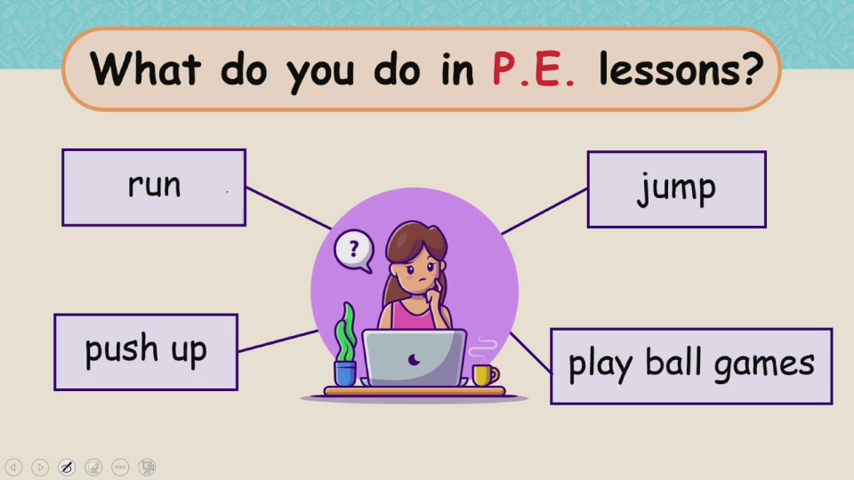 What do you do in P.E. lessons?
run
jump
?
push up
play ball games